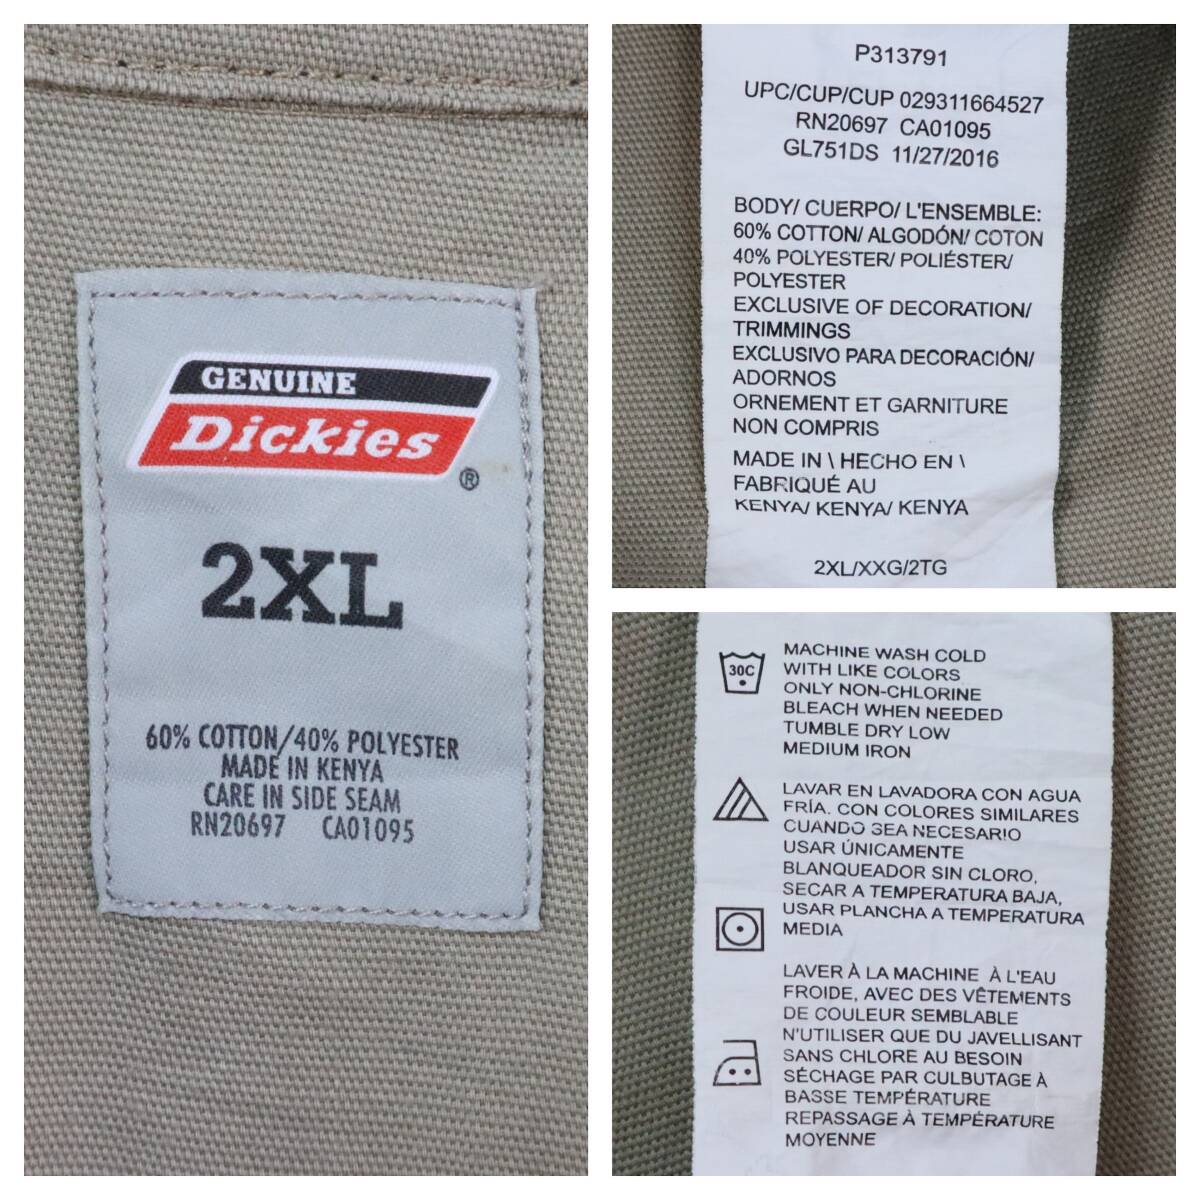 GENUINE
Dickies
®
2XL
60% COTTON/40% POLYESTER
MADE IN KENYA
CARE IN SIDE SEAM
RN20697 CA01095
P313791
UPC/CUP/CUP 029311664527
RN20697 CA01095
GL751DS 11/27/2016
BODY/ CUERPO/ L'ENSEMBLE:
60% COTTON/ ALGODÓN/ COTON
40% POLYESTER/ POLIÉSTER/
POLYESTER
EXCLUSIVE OF DECORATION/
TRIMMINGS
EXCLUSIVO PARA DECORACIÓN/
ADORNOS
ORNEMENT ET GARNITURE
NON COMPRIS
MADE IN \ HECHO EN \
FABRIQUÉ AU
KENYA/ KENYA/ KENYA
2XL/XXG/2TG
30C
MACHINE WASH COLD
WITH LIKE COLORS
ONLY NON-CHLORINE
BLEACH WHEN NEEDED
TUMBLE DRY LOW
MEDIUM IRON
LAVAR EN LAVADORA CON AGUA
FRÍA. CON COLORES SIMILARES
CUANDO SEA NECESARIO
USAR ÚNICAMENTE
BLANQUEADOR SIN CLORO,
SECAR A TEMPERATURA BAJA,
USAR PLANCHA A TEMPERATURA
MEDIA
LAVER À LA MACHINE À L'EAU
FROIDE, AVEC DES VÊTEMENTS
DE COULEUR SEMBLABLE
N'UTILISER QUE DU JAVELLISANT
SANS CHLORE AU BESOIN
SÉCHAGE PAR CULBUTAGE À
BASSE TEMPÉRATURE
REPASSAGE À TEMPÉRATURE
MOYENNE